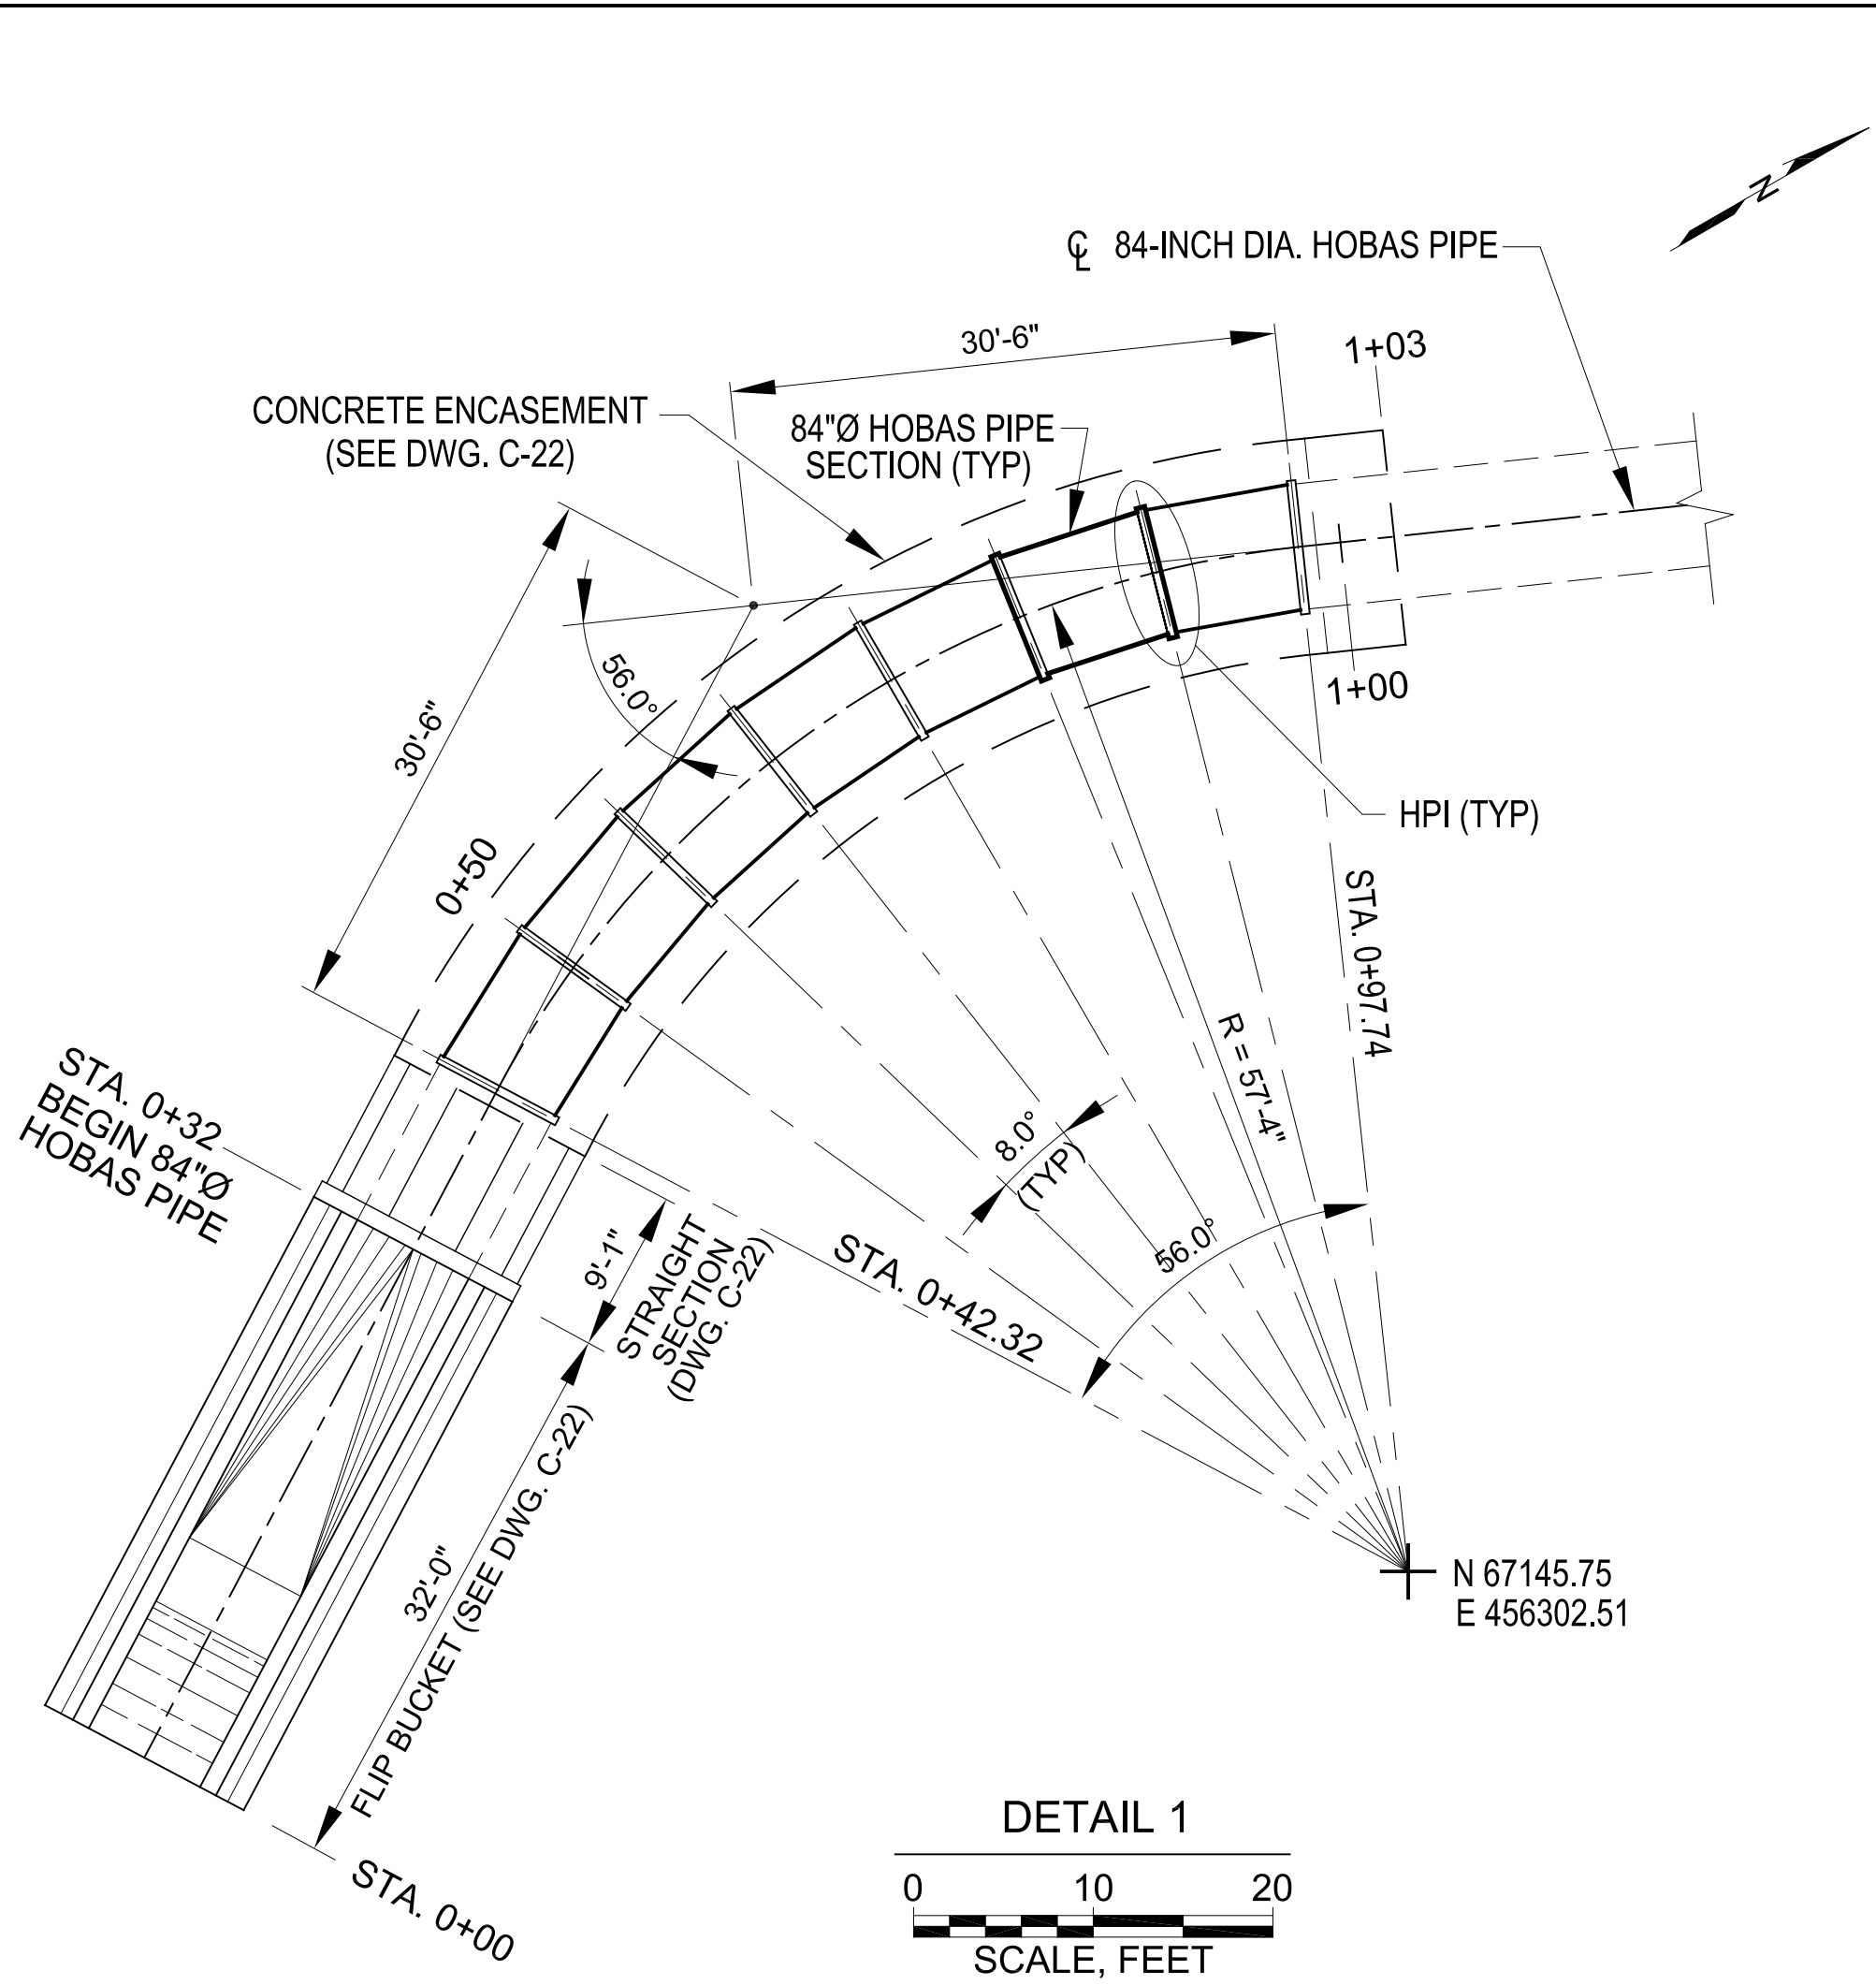 N
℄ 84-INCH DIA. HOBAS PIPE
30'-6"
1+03
CONCRETE ENCASEMENT
(SEE DWG. C-22)
84"Ø HOBAS PIPE
SECTION (TYP)
56.0°
30'-6"
1+00
HPI (TYP)
0+50
STA. 0+97.74
R = 57'-4"
STA. 0+32
BEGIN 84"Ø
HOBAS PIPE
8.0°
(TYP)
56.0°
9'-1"
STRAIGHT
SECTION
(DWG. C-22)
STA. 0+42.32
32'-0"
FLIP BUCKET (SEE DWG. C-22)
N 67145.75
E 456302.51
STA. 0+00
DETAIL 1
0 10 20
SCALE, FEET